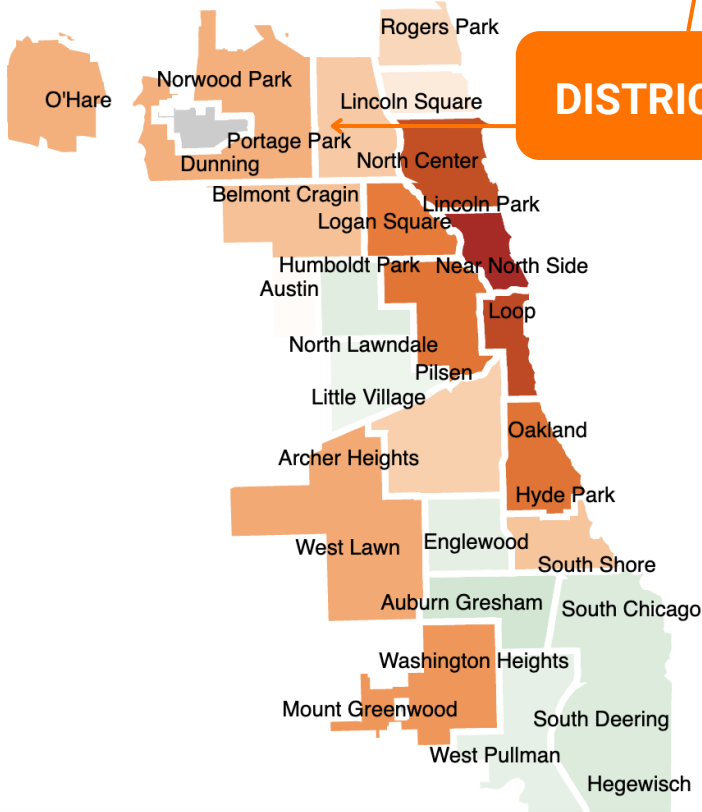 Rogers Park
Norwood Park
O'Hare
Lincoln Square
DISTRIC
Portage Park
North Center
Dunning
Belmont Cragin
Lincoln Park
Logan Square
Humboldt Park
Near North Side
Austin
Loop
North Lawndale
Pilsen
Little Village
Oakland
Archer Heights
Hyde Park
Englewood
West Lawn
South Shore
Auburn Gresham
South Chicago
Washington Heights
Mount Greenwood
South Deering
West Pullman
Hegewisch